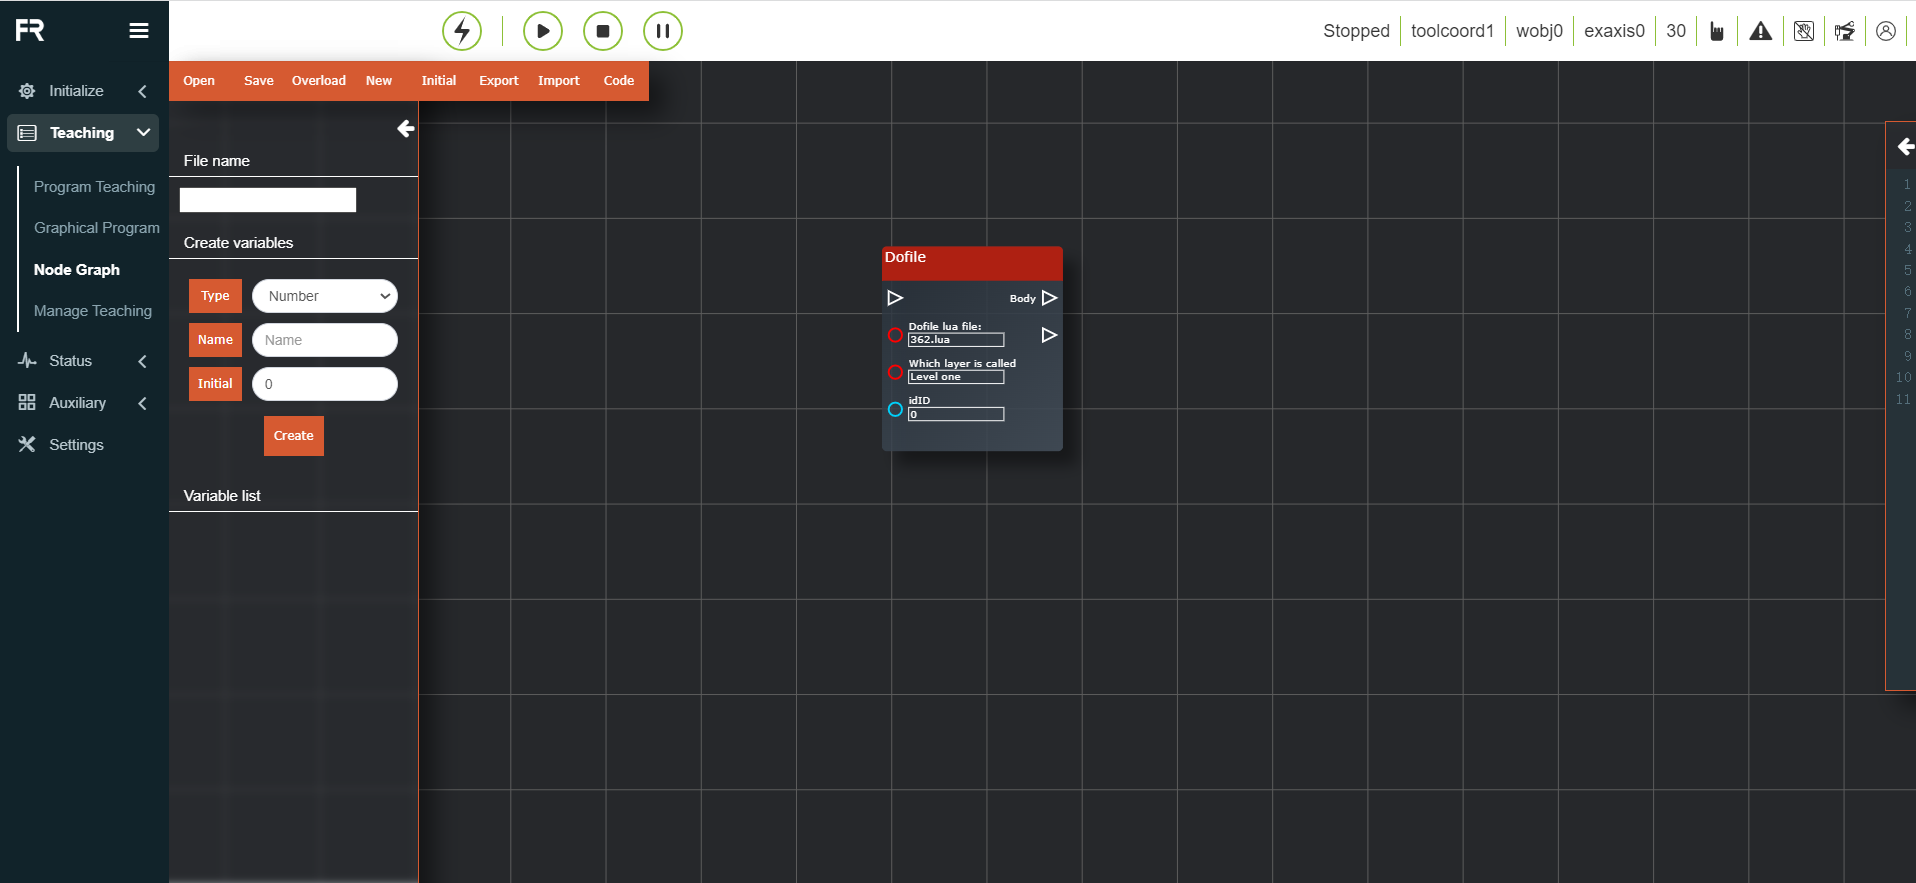 FR
Stopped
toolcoord1
wobj0
exaxis0
30
Initialize
Teaching
Program Teaching
Graphical Program
Node Graph
Manage Teaching
Status
Auxiliary
Settings
Open
Save
Overload
New
Initial
Export
Import
Code
File name
Create variables
Type
Number
Name
Name
Initial
0
Create
Variable list
Dofile
Body
Dofile lua file:
362.lua
Which layer is called
Level one
idID
0
1
2
3
4
5
6
7
8
9
10
11